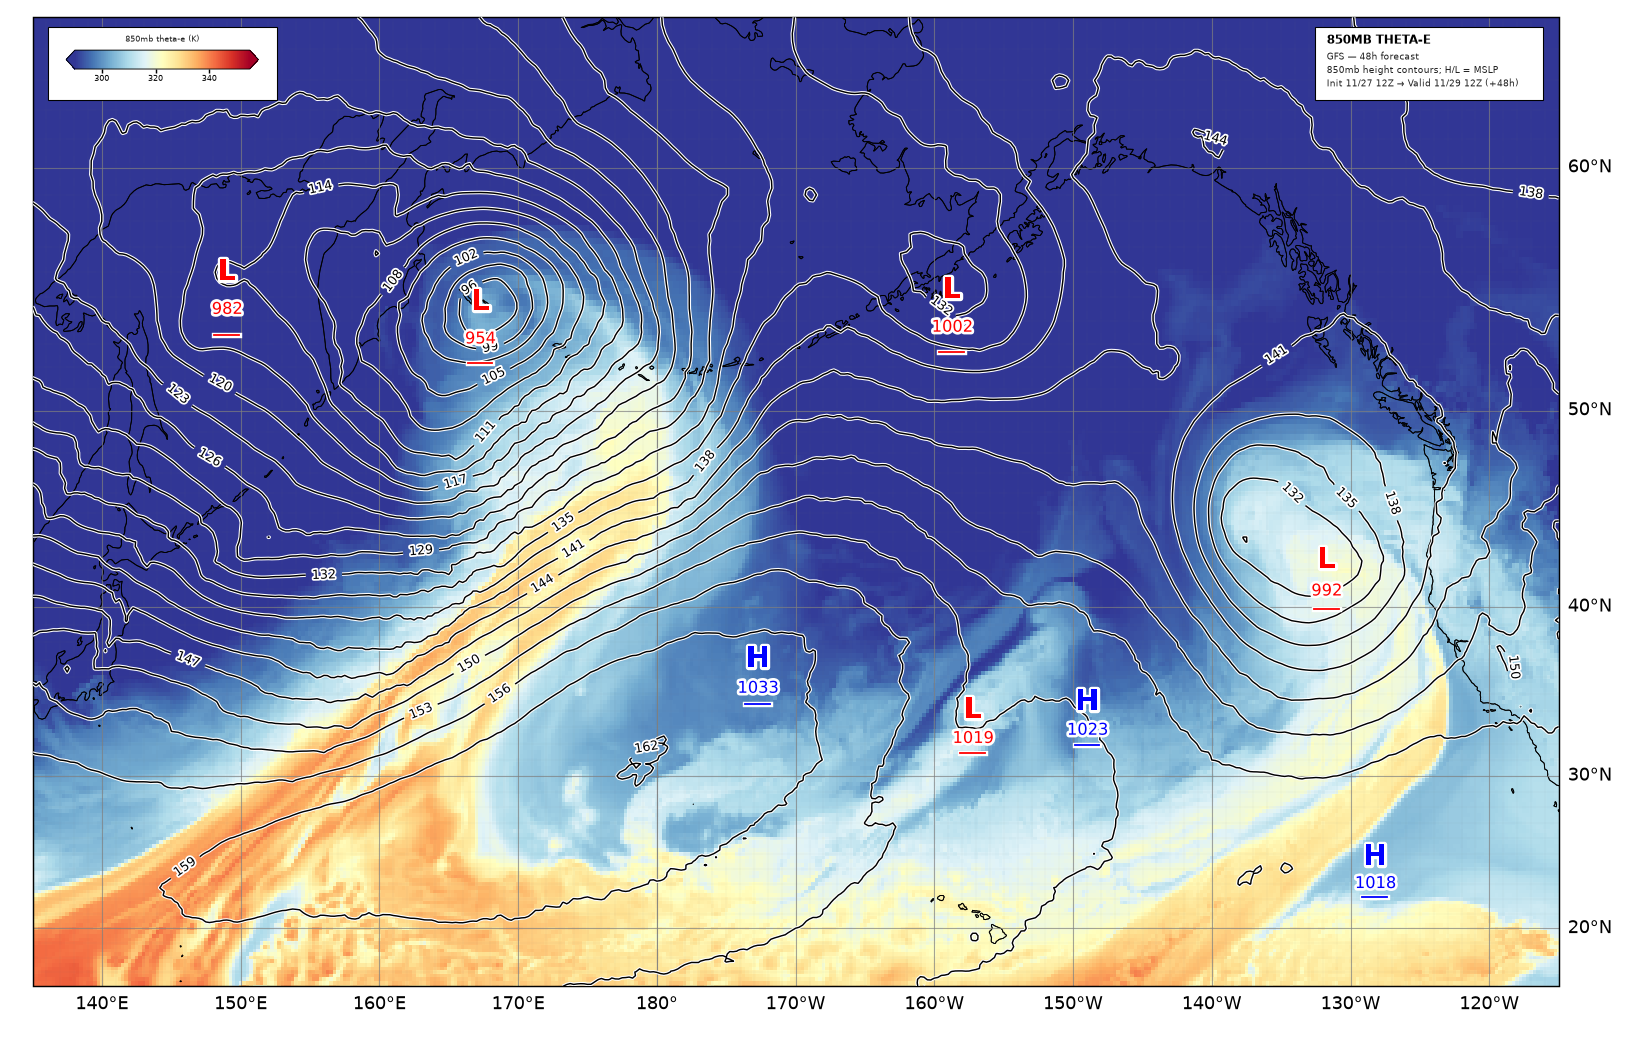 850mb theta-e (K)
300 320 340
850MB THETA-E
GFS — 48h forecast
850mb height contours; H/L = MSLP
Init 11/27 12Z → Valid 11/29 12Z (+48h)
144
60°N
138
114
102
108
L
982
96
L
954
99
105
L
132
1002
141
120
123
50°N
111
126
138
117
132
135
138
135
129
141
132
144
L
992
40°N
147
150
156
153
H
1033
150
L
1019
H
1023
162
30°N
159
H
1018
20°N
140°E 150°E 160°E 170°E 180° 170°W 160°W 150°W 140°W 130°W 120°W